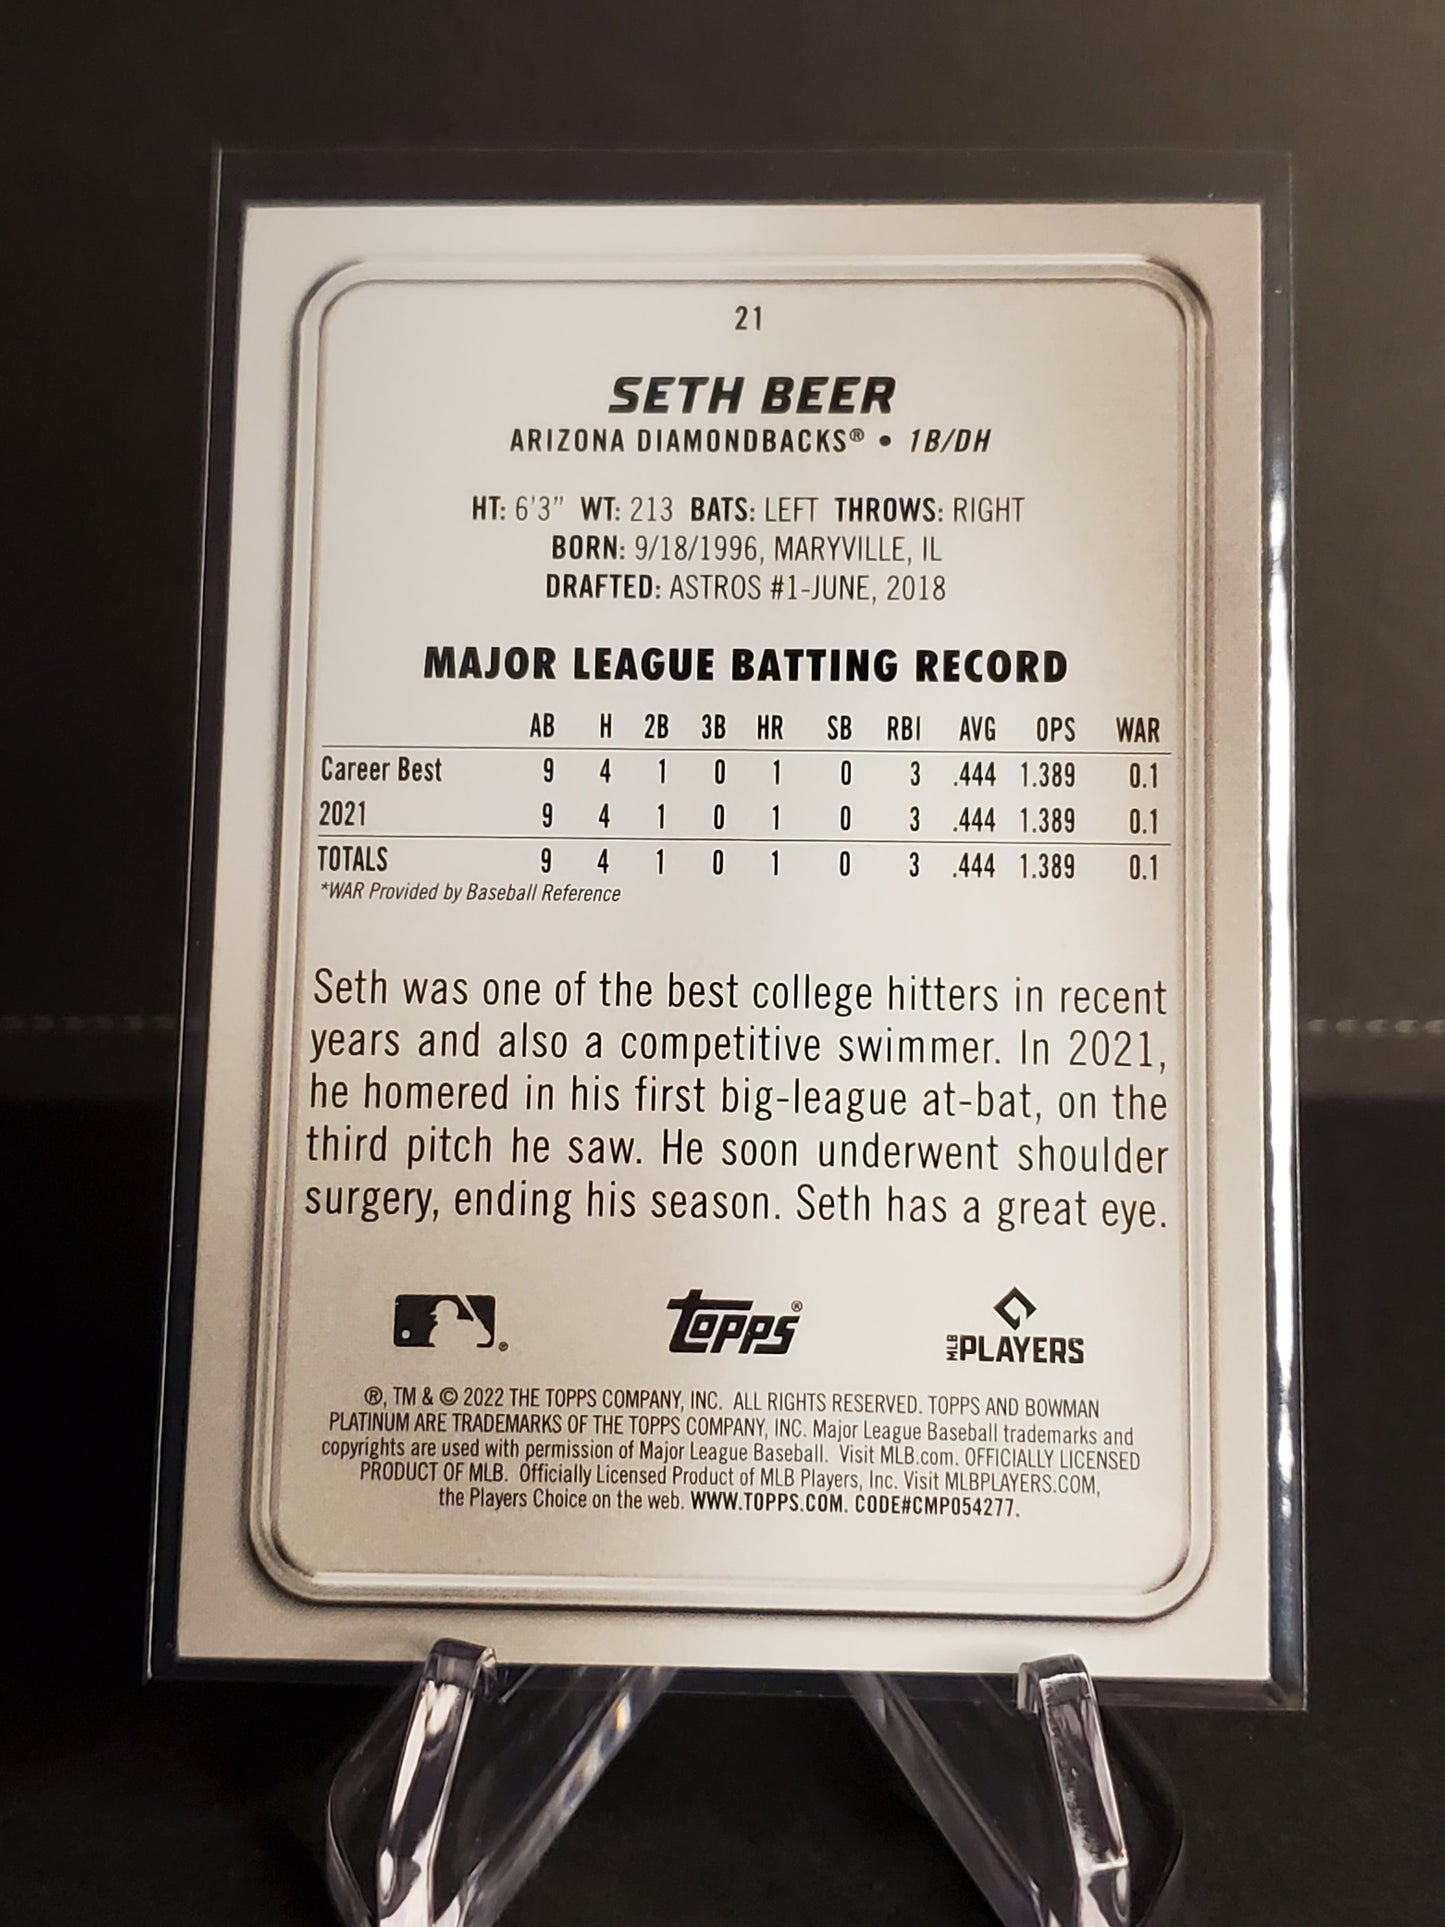 21
SETH BEER
ARIZONA DIAMONDBACKS® • 1B/DH
HT: 6'3" WT: 213 BATS: LEFT THROWS: RIGHT
BORN: 9/18/1996, MARYVILLE, IL
DRAFTED: ASTROS #1-JUNE, 2018
MAJOR LEAGUE BATTING RECORD
AB H 2B 3B HR SB RBI AVG OPS WAR
Career Best 9 4 1 0 1 0 3 .444 1.389 0.1
2021 9 4 1 0 1 0 3 .444 1.389 0.1
TOTALS 9 4 1 0 1 0 3 .444 1.389 0.1
*WAR Provided by Baseball Reference
Seth was one of the best college hitters in recent
years and also a competitive swimmer. In 2021,
he homered in his first big-league at-bat, on the
third pitch he saw. He soon underwent shoulder
surgery, ending his season. Seth has a great eye.
® Topps® MLB PLAYERS
®, TM & © 2022 THE TOPPS COMPANY, INC. ALL RIGHTS RESERVED. TOPPS AND BOWMAN
PLATINUM ARE TRADEMARKS OF THE TOPPS COMPANY, INC. Major League Baseball trademarks and
copyrights are used with permission of Major League Baseball. Visit MLB.com. OFFICIALLY LICENSED
PRODUCT OF MLB. Officially Licensed Product of MLB Players, Inc. Visit MLBPLAYERS.COM,
the Players Choice on the web. WWW.TOPPS.COM. CODE#CMP054277.